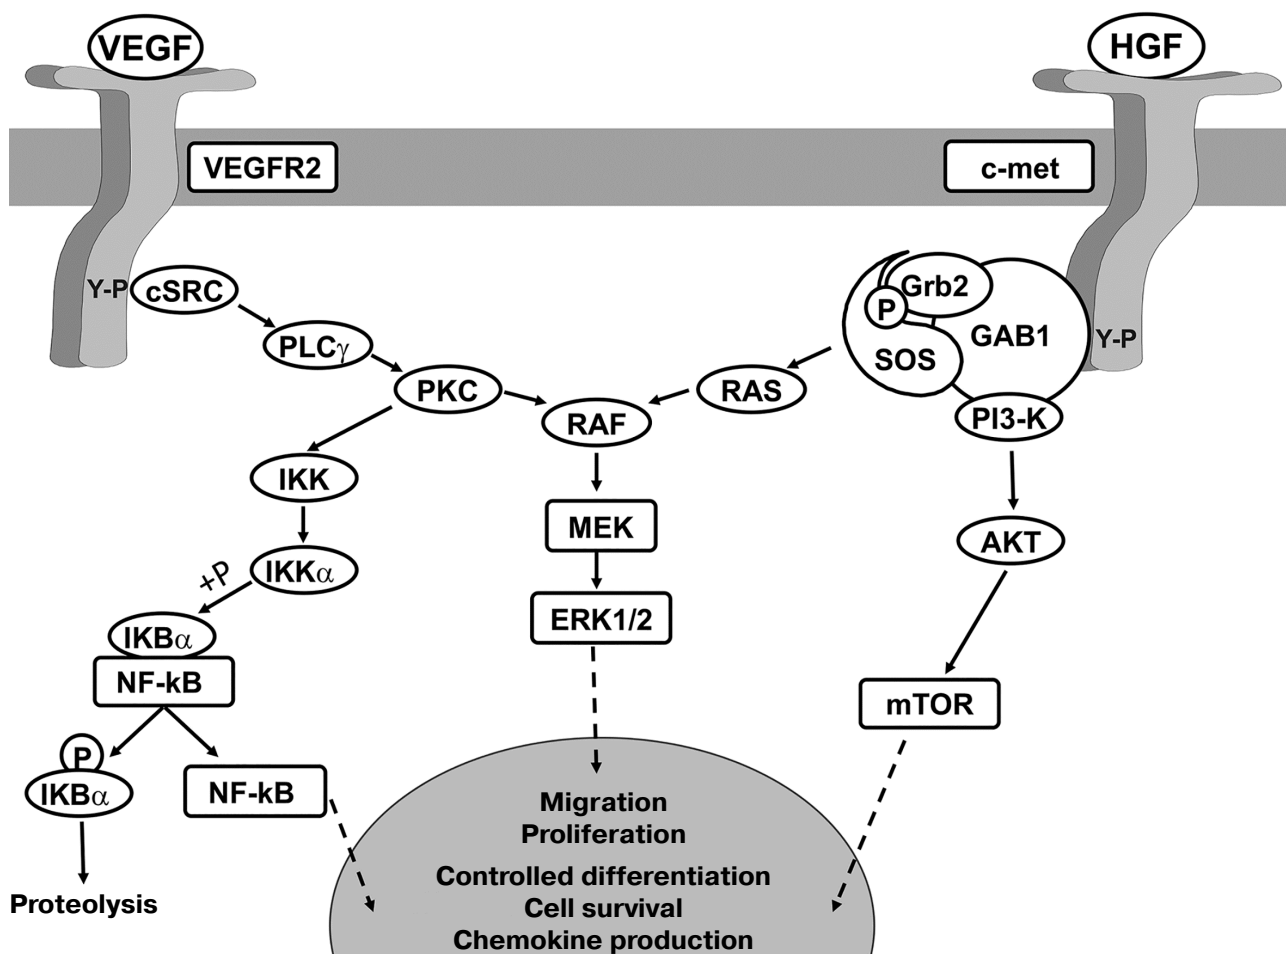 VEGF
HGF
VEGFR2
c-met
Y-P
cSRC
Grb2
P
GAB1
Y-P
SOS
PLCγ
PKC
RAS
PI3-K
RAF
IKK
MEK
AKT
IKKα
+P
ERK1/2
IKBα
NF-kB
mTOR
P
IKBα
NF-kB
Migration
Proliferation
Controlled differentiation
Cell survival
Chemokine production
Proteolysis